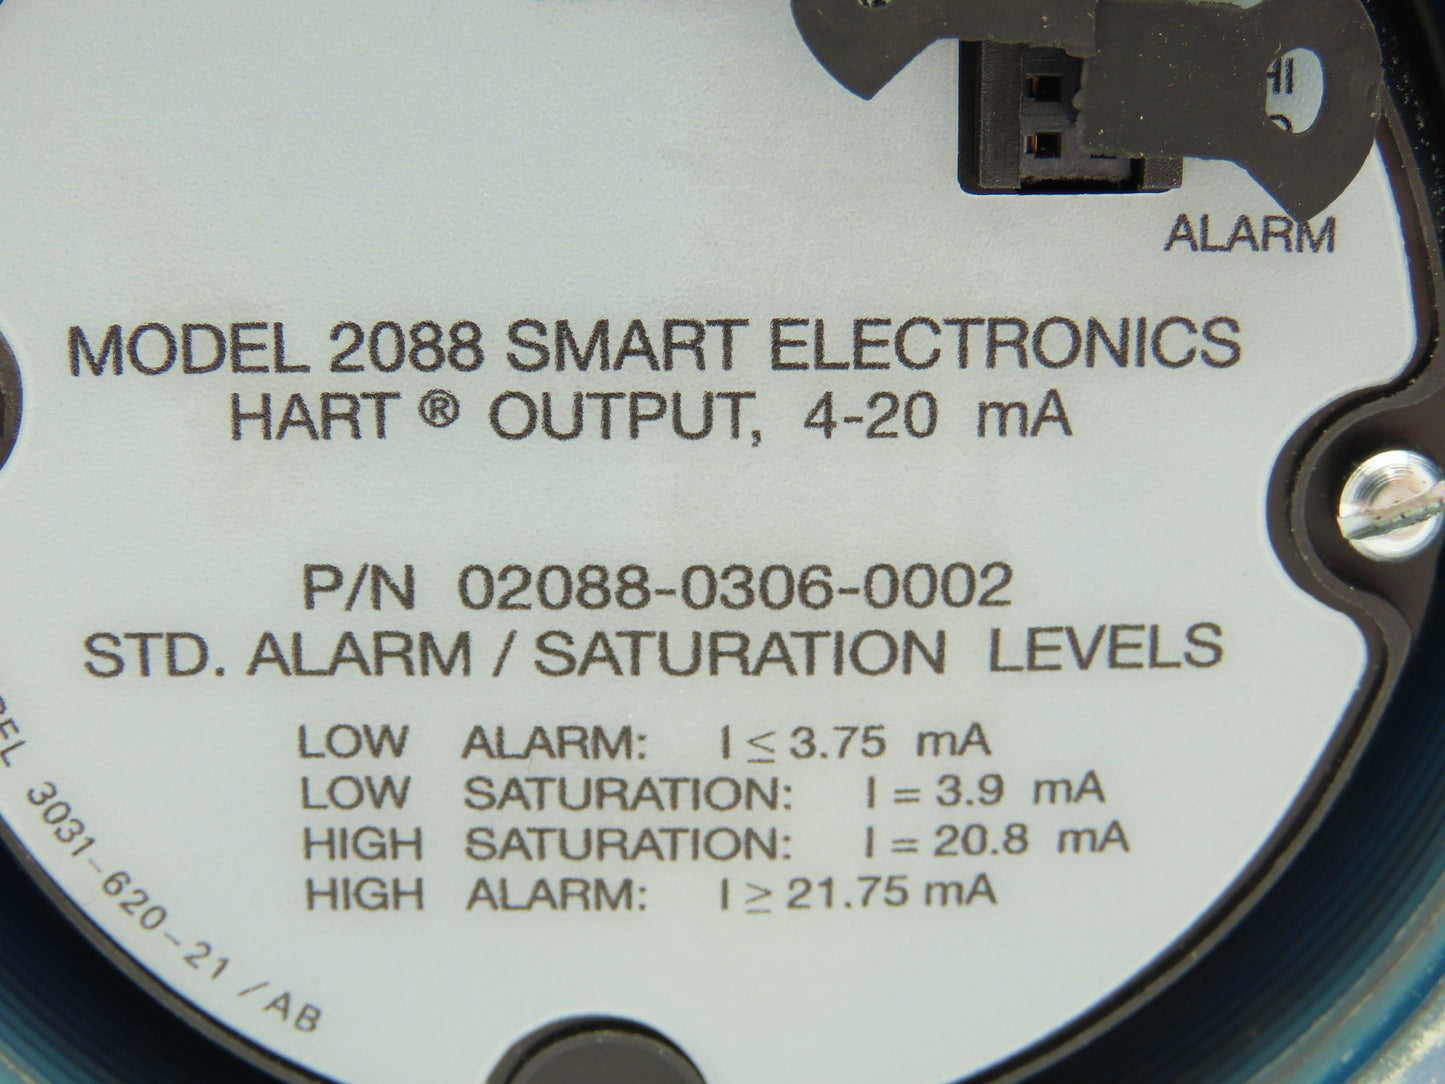 ALARM
MODEL 2088 SMART ELECTRONICS
HART ® OUTPUT, 4-20 mA
P/N 02088-0306-0002
STD. ALARM / SATURATION LEVELS
LOW ALARM: I ≤ 3.75 mA
LOW SATURATION: I = 3.9 mA
HIGH SATURATION: I = 20.8 mA
HIGH ALARM: I ≥ 21.75 mA
3031-620-21 / AB